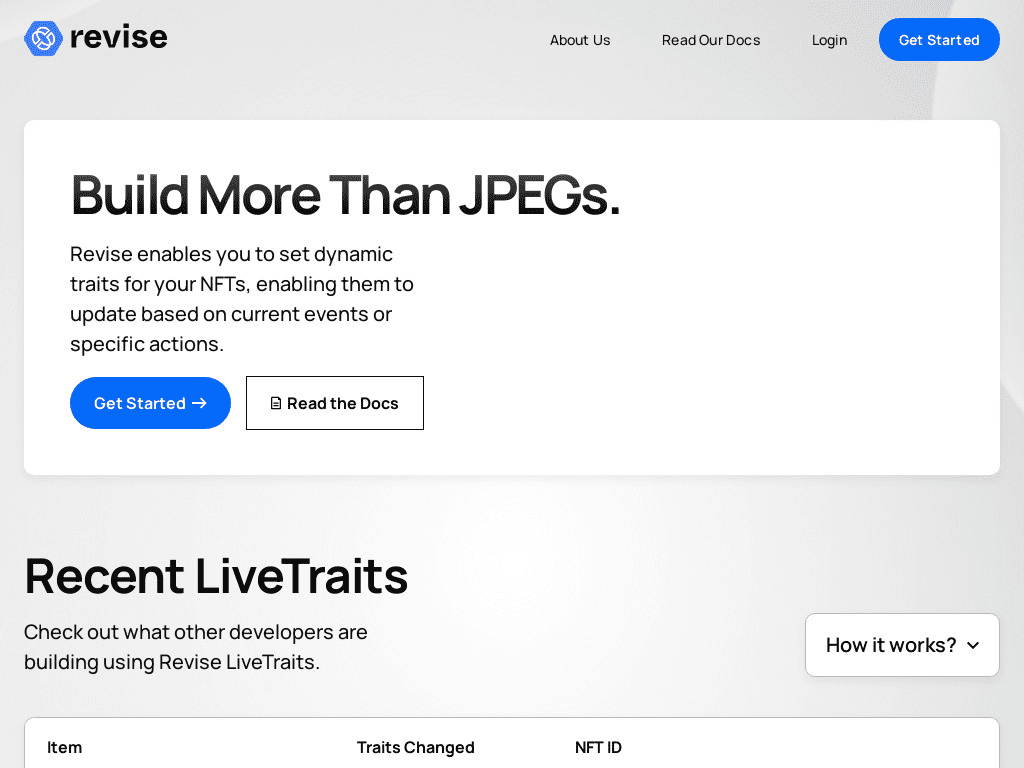 revise
About Us
Read Our Docs
Login
Get Started
Build More Than JPEGs.
Revise enables you to set dynamic
traits for your NFTs, enabling them to
update based on current events or
specific actions.
Get Started →
Read the Docs
Recent LiveTraits
Check out what other developers are
building using Revise LiveTraits.
How it works?
Item Traits Changed NFT ID